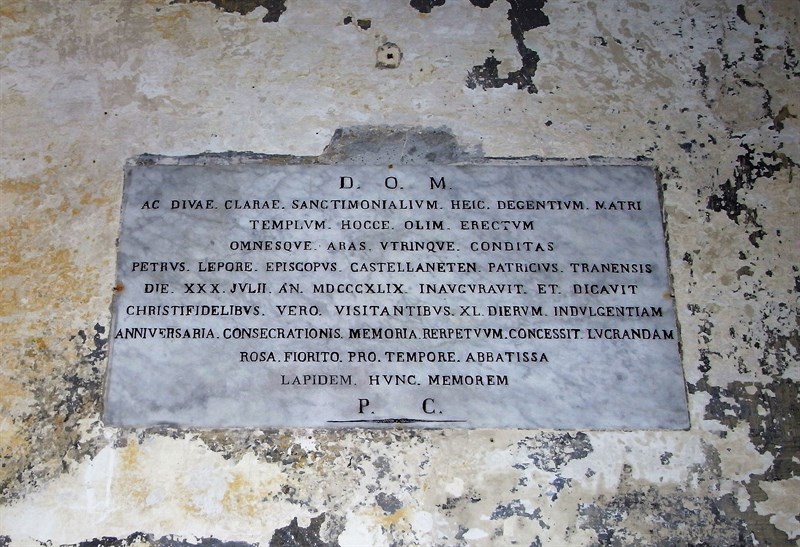 D. O. M.
AC DIVAE. CLARAE. SANCTIMONIALIVM. HEIC. DEGENTIVM. MATRI
TEMPLVM. HOCCE. OLIM. ERECTVM
OMNESQVE. ARAS. VTRINQVE. CONDITAS
PETRVS. LEPORE. EPISCOPVS. CASTELLANETEN. PATRICIVS. TRANENSIS
DIE. XXX. JVLII. AN. MDCCCXLIX. INAVGVRAVIT. ET. DICAVIT
CHRISTIFIDELIBVS. VERO. VISITANTIBVS. XL. DIERVM. INDVLGENTIAM
ANNIVERSARIA. CONSECRATIONIS. MEMORIA. RERPETVVM. CONCESSIT. LVGRANDAM
ROSA. FIORITO. PRO. TEMPORE. ABBATISSA
LAPIDEM. HVNC. MEMOREM
P. C.